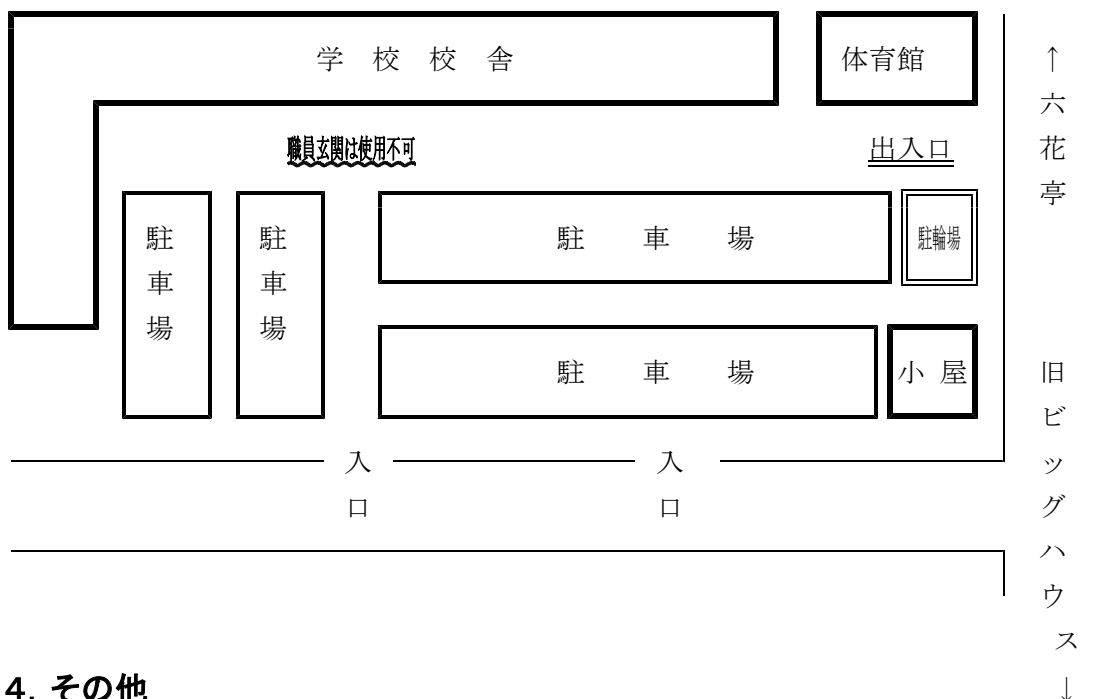 学校校舎
体育館
職員玄関は使用不可
出入口
駐車場
駐車場
駐車場
駐輪場
駐車場
小屋
入口
入口
↑六花亭
旧ビッグハウス↓
4. その他